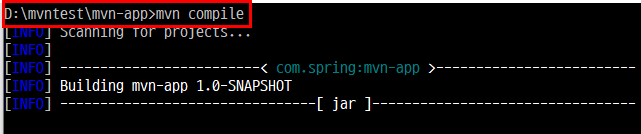 D:\mvntest\mvn-app>mvn compile
[INFO] Scanning for projects...
[INFO]
[INFO] -------------------------< com.spring:mvn-app >-------------------------
[INFO] Building mvn-app 1.0-SNAPSHOT
[INFO] --------------------------------[ jar ]---------------------------------